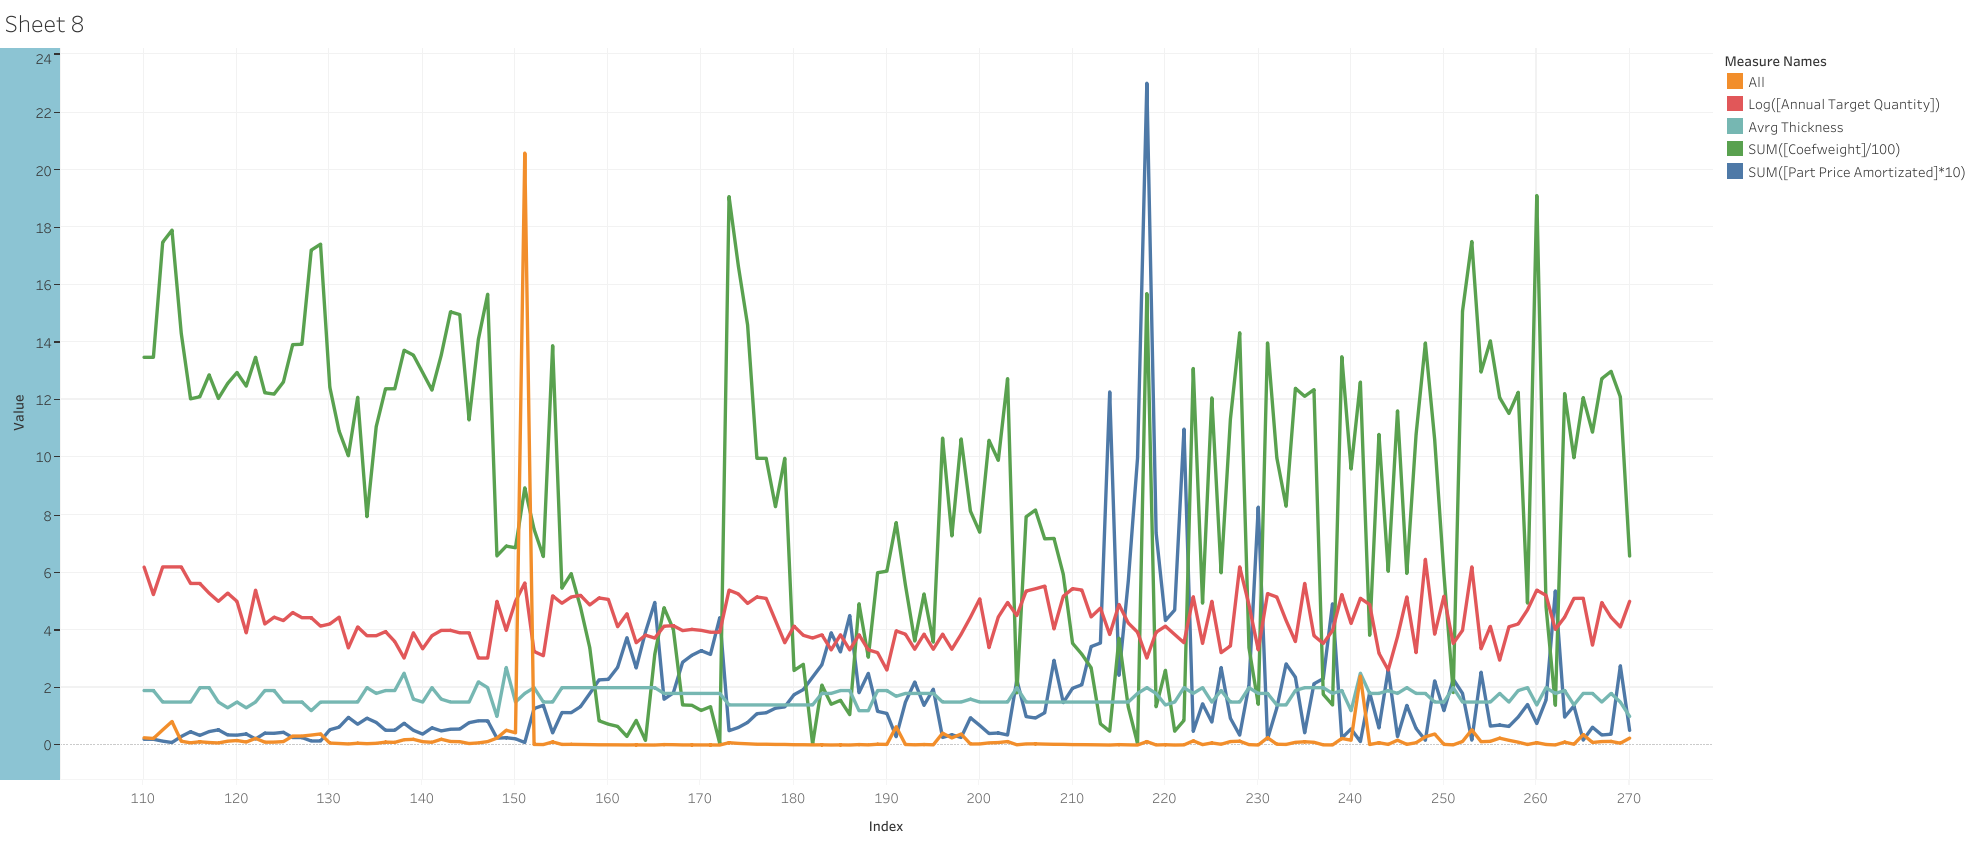 Sheet 8
24
22
20
18
16
14
12
10
8
6
4
2
0
Value
110 120 130 140 150 160 170 180 190 200 210 220 230 240 250 260 270
Index
Measure Names
All
Log([Annual Target Quantity])
Avrg Thickness
SUM([Coefweight]/100)
SUM([Part Price Amortizated]*10)